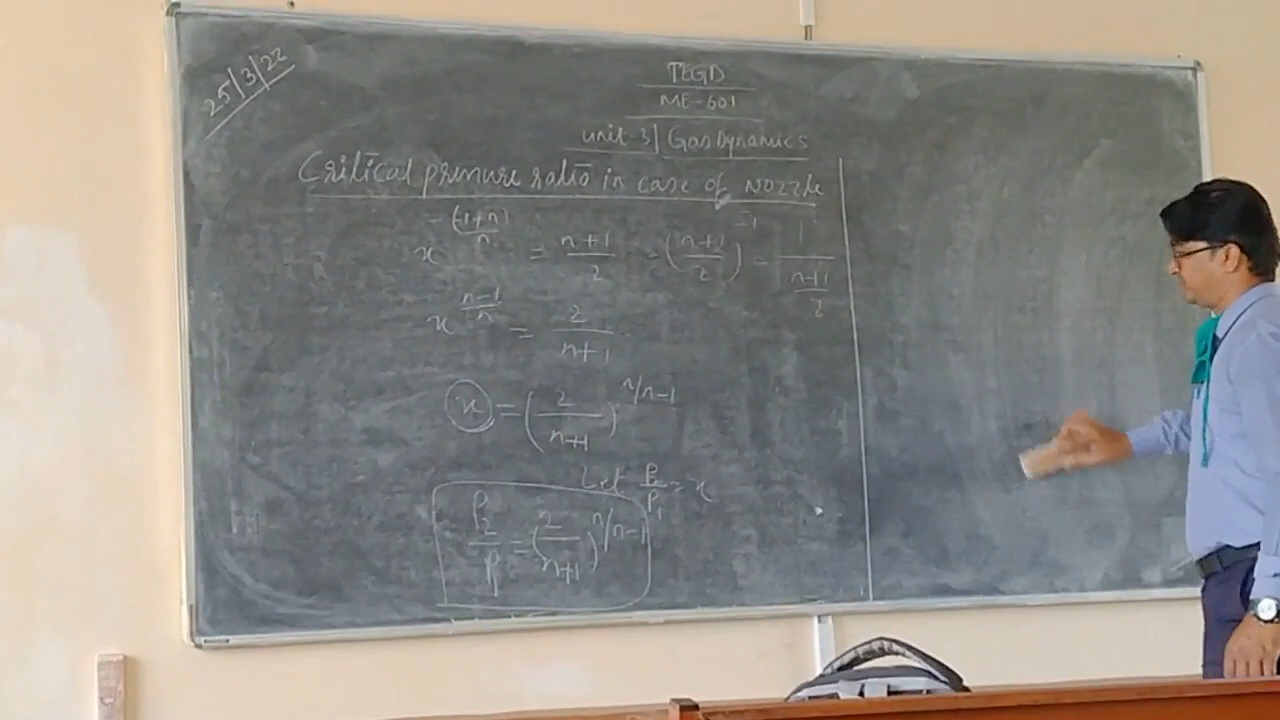 25/3/22
TEGD
ME-601
unit-3| Gas Dynamics
Critical pressure ratio in case of Nozzle
x^{-(1+n)/n} = (n+1)/2 = ((n+1)/2)^{-1} = 1/((n+1)/2)
x^{(n-1)/n} = 2/(n+1)
x = (2/(n+1))^{n/n-1}
Let P2/P1 = x
P2/P1 = (2/(n+1))^{n/n-1}